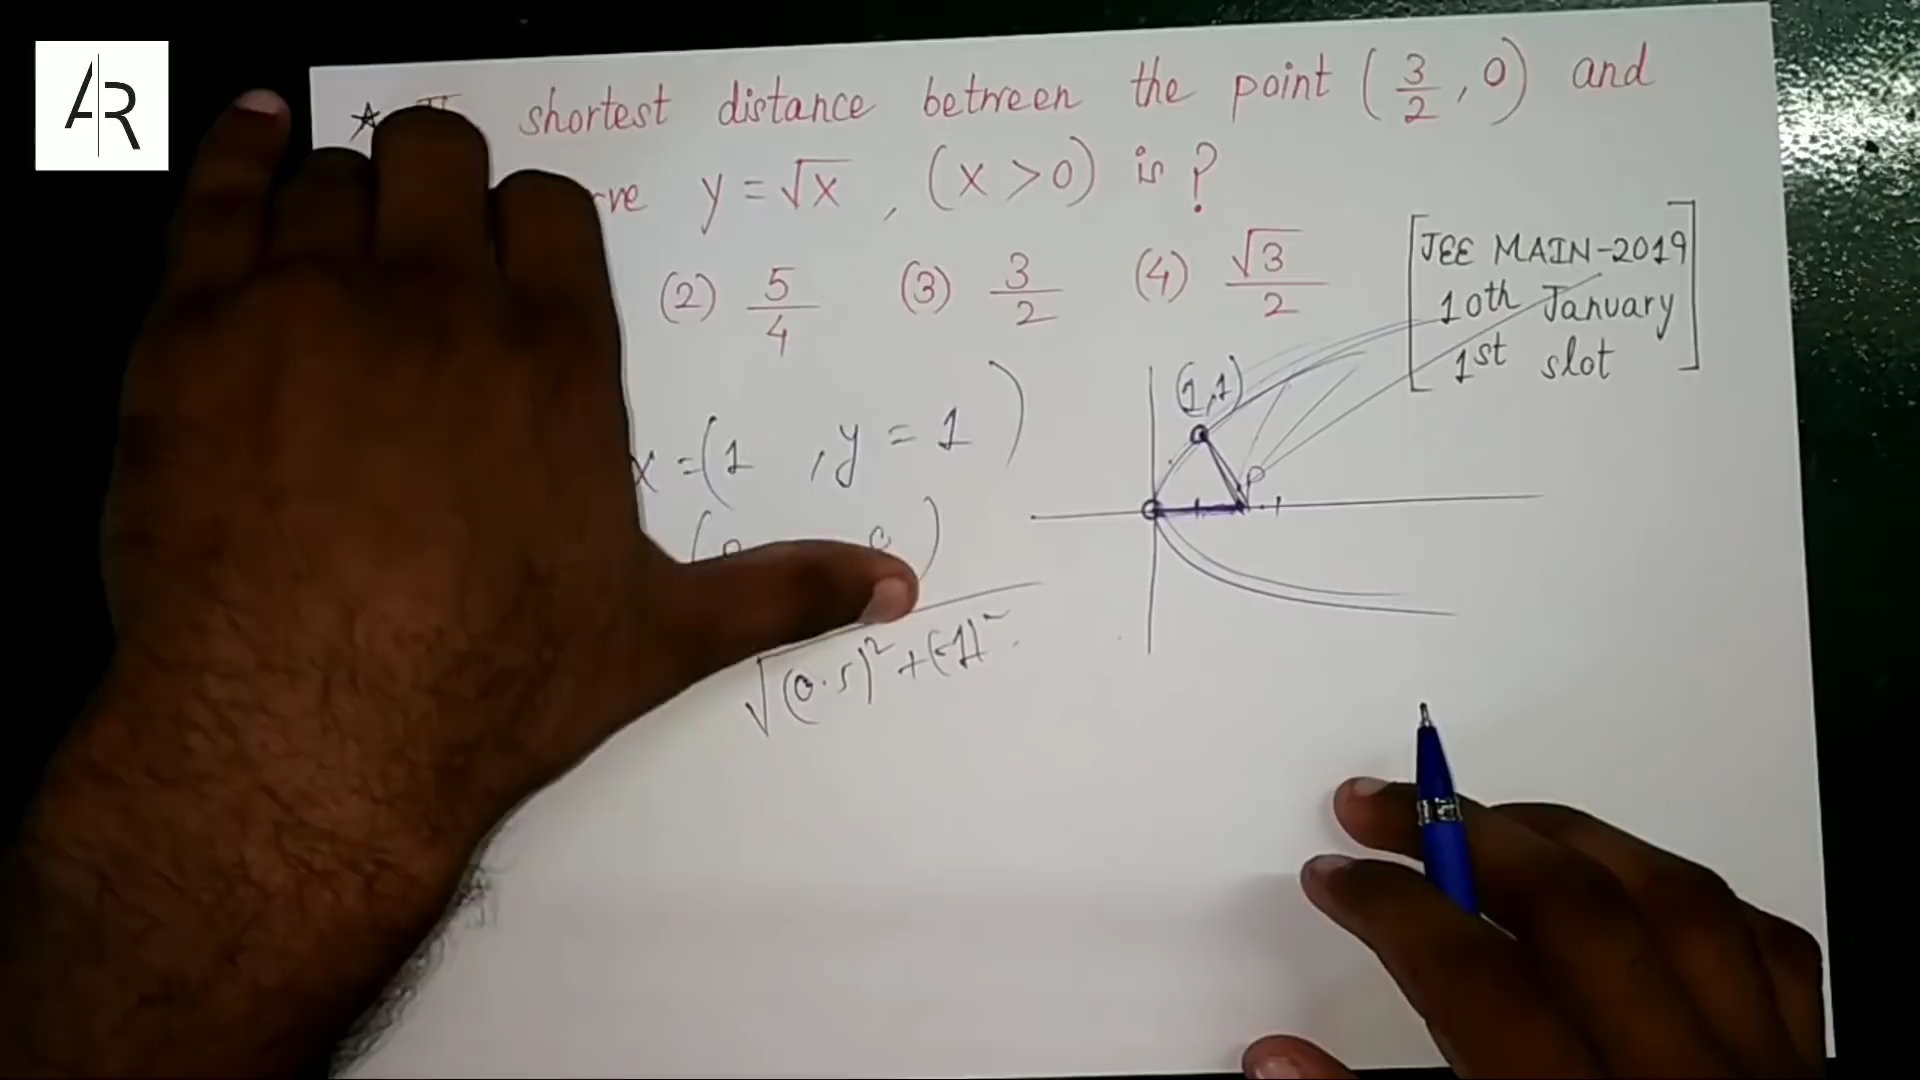 AR
shortest distance between the point (3/2, 0) and
y = √x , (x > 0) is ?
(2) 5/4 (3) 3/2 (4) √3/2
[JEE MAIN-2019
10th January
1st slot]
(1,1)
x = (1 , y = 1 )
P
√(0.5)² + (-1)²